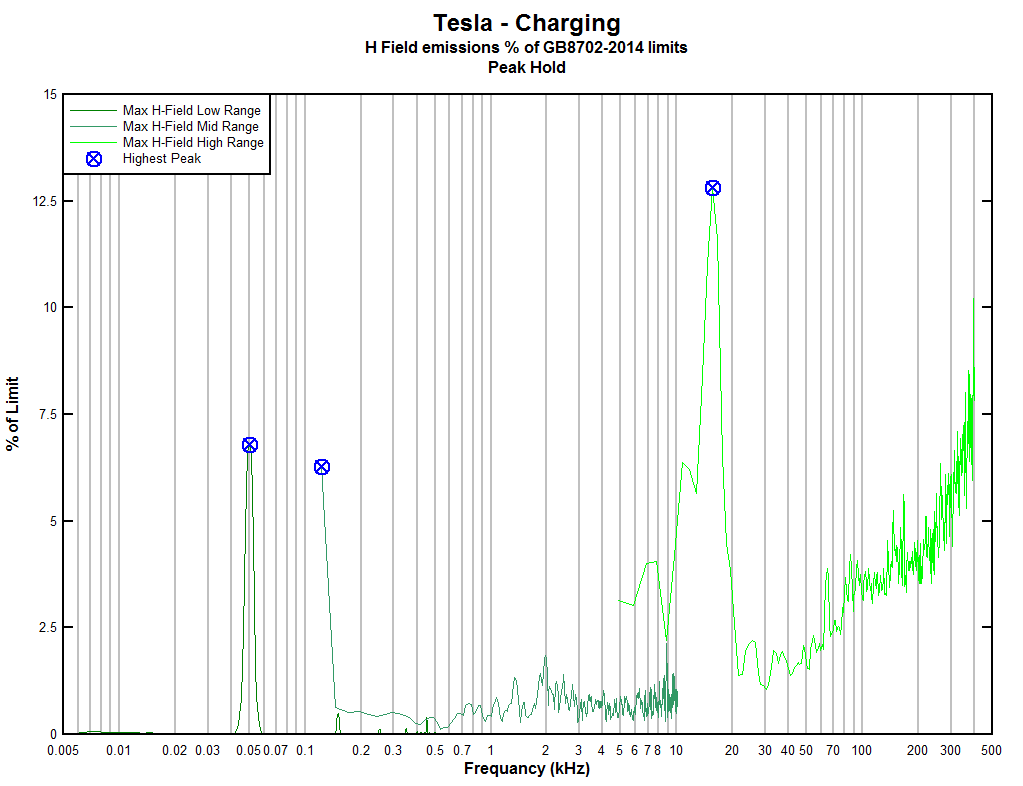 Tesla - Charging
H Field emissions % of GB8702-2014 limits
Peak Hold
Max H-Field Low Range
Max H-Field Mid Range
Max H-Field High Range
Highest Peak
% of Limit
15
12.5
10
7.5
5
2.5
0
0.005 0.01 0.02 0.03 0.05 0.07 0.1 0.2 0.3 0.5 0.7 1 2 3 4 5 6 7 8 10 20 30 40 50 70 100 200 300 500
Frequancy (kHz)